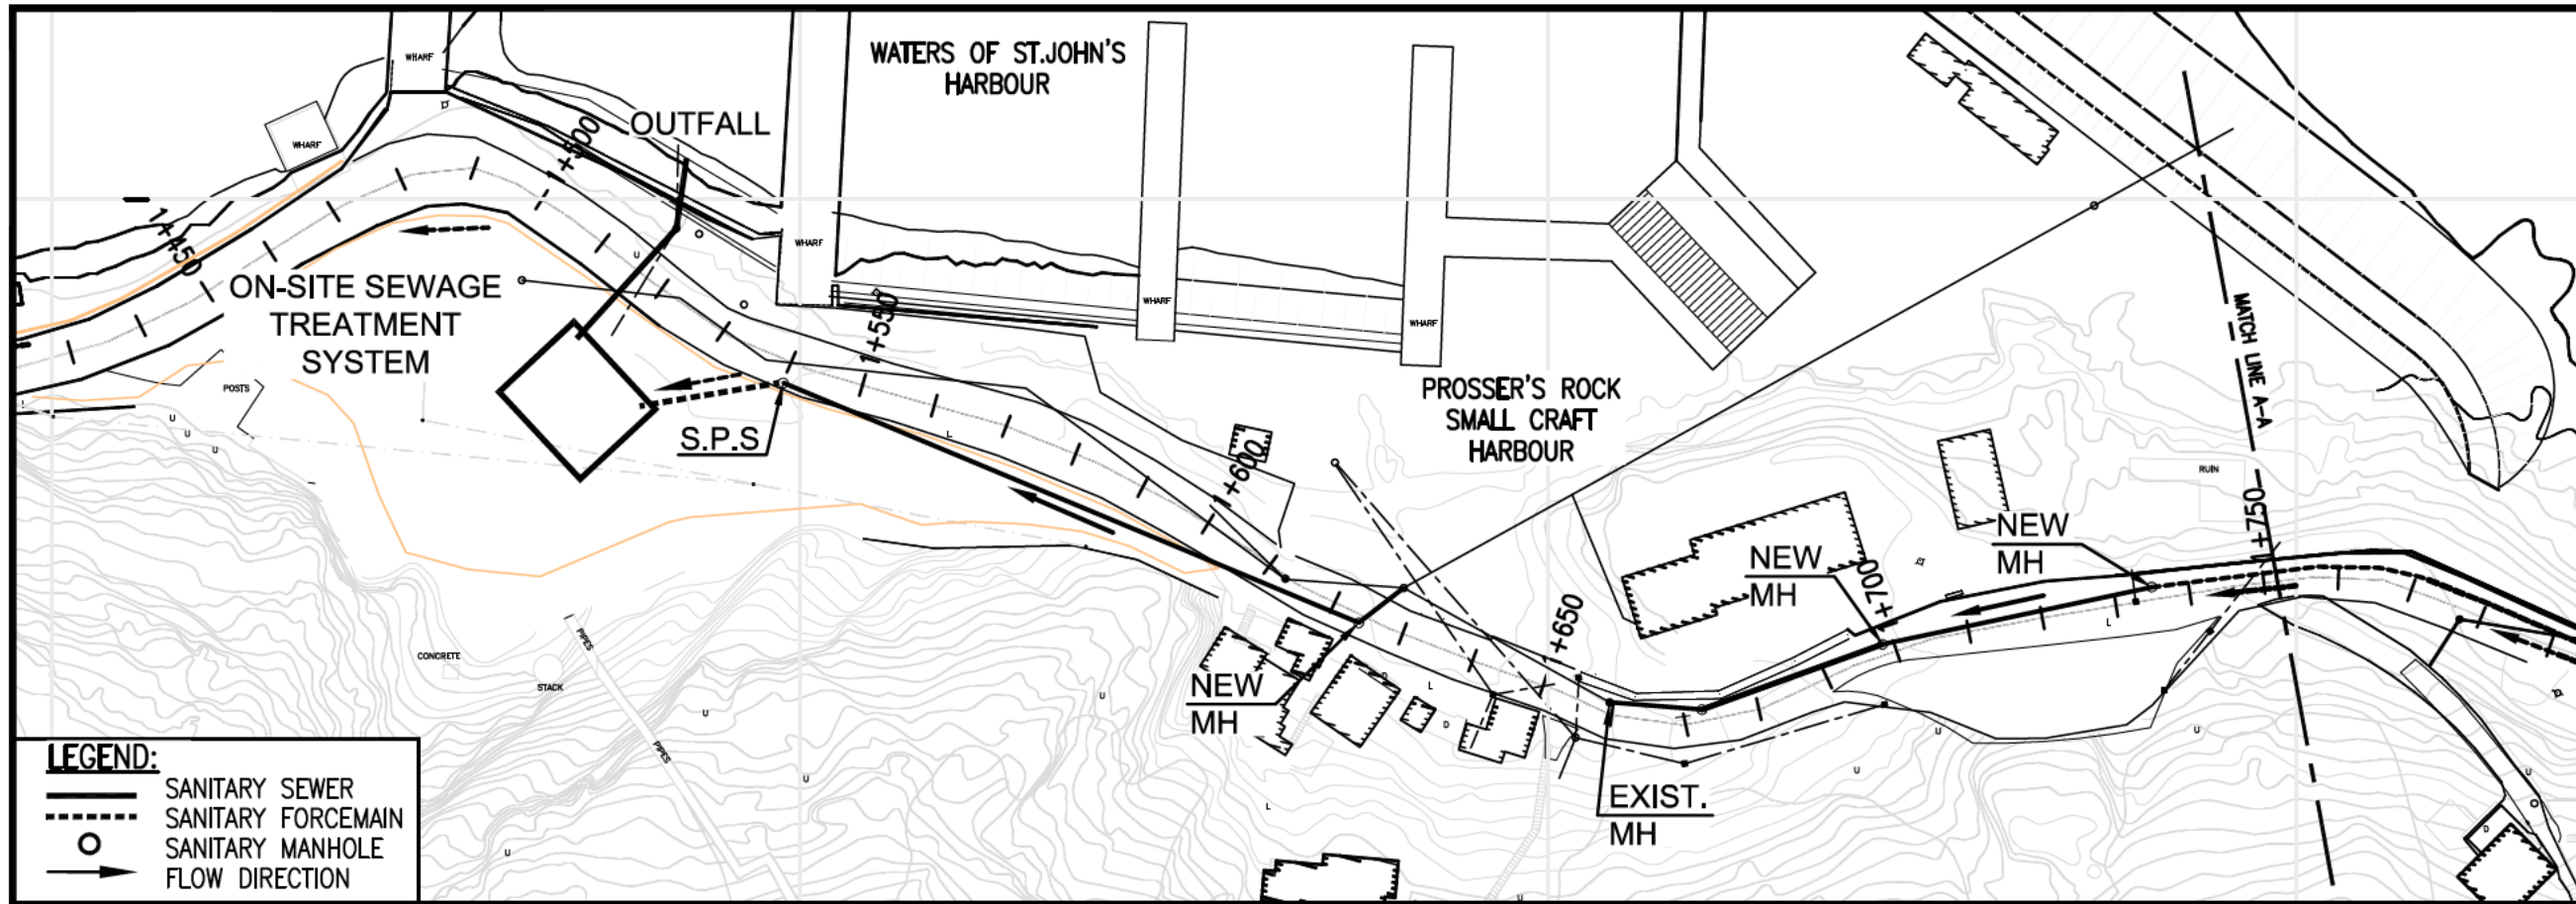 WHARF
WATERS OF ST.JOHN'S
HARBOUR
OUTFALL
1+500
WHARF
1+450
WHARF
ON-SITE SEWAGE
TREATMENT
SYSTEM
1+550
WHARF
WHARF
MATCH LINE A-A
POSTS
S.P.S
PROSSER'S ROCK
SMALL CRAFT
HARBOUR
1+600
RUIN
1+750
NEW
MH
NEW
MH
1+700
1+650
PIPES
CONCRETE
STACK
NEW
MH
PIPES
EXIST.
MH
LEGEND:
SANITARY SEWER
SANITARY FORCEMAIN
SANITARY MANHOLE
FLOW DIRECTION